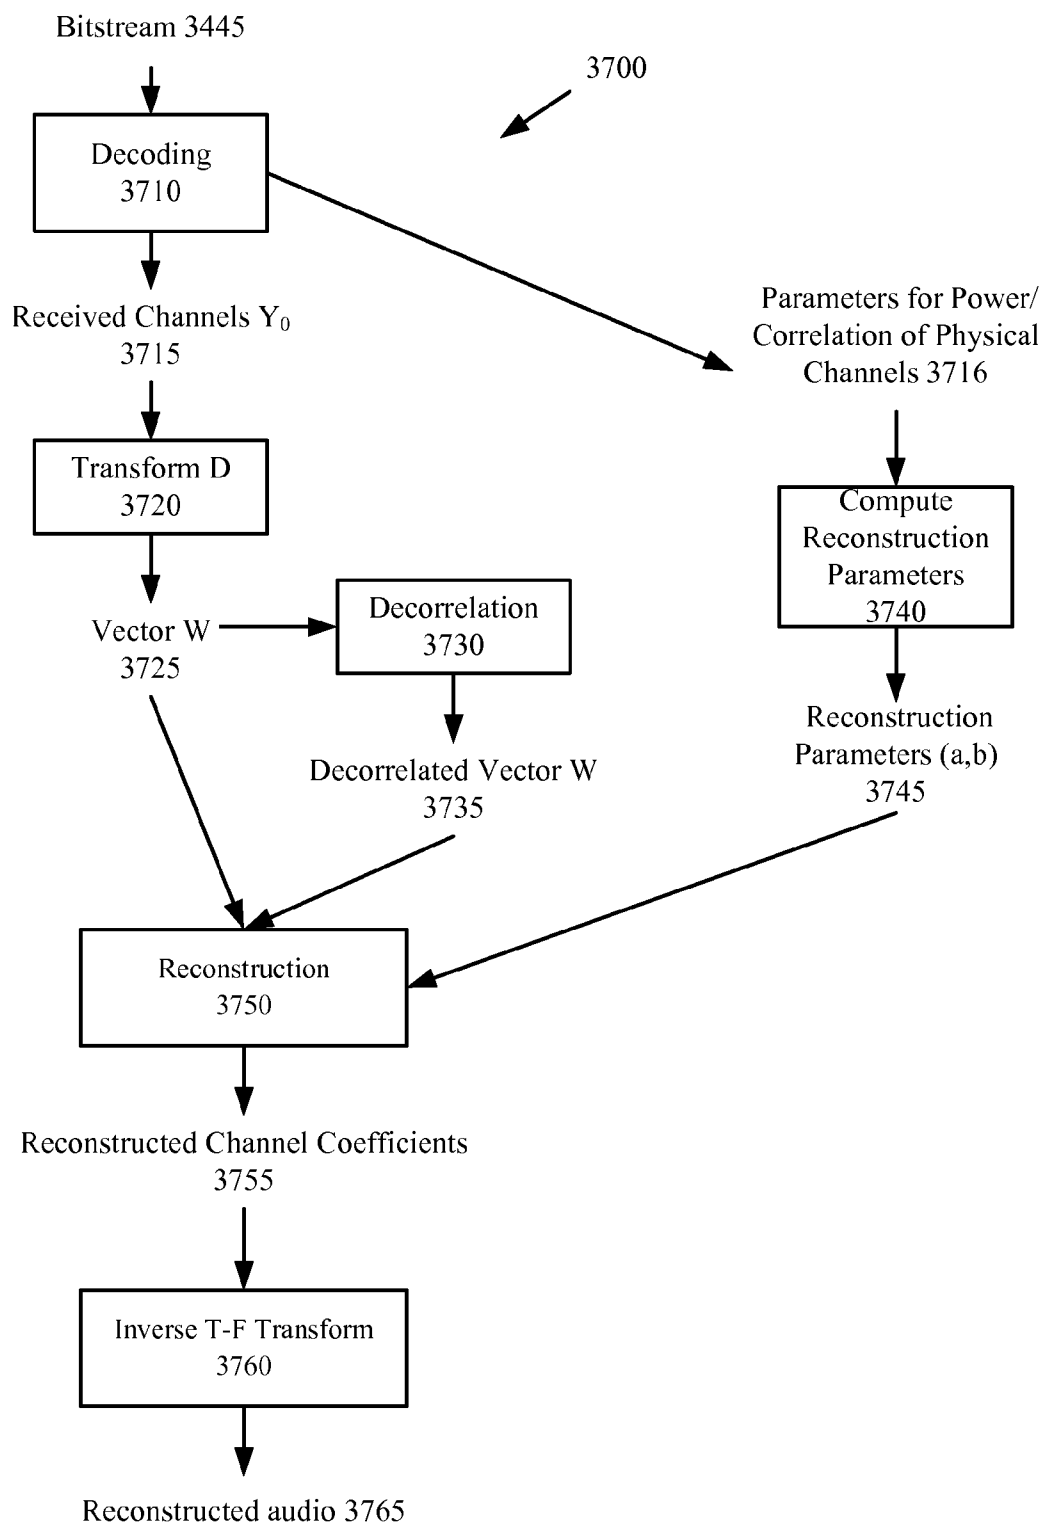 Bitstream 3445
3700
Decoding
3710
Received Channels Y₀
3715
Parameters for Power/
Correlation of Physical
Channels 3716
Transform D
3720
Compute
Reconstruction
Parameters
3740
Vector W
3725
Decorrelation
3730
Decorrelated Vector W
3735
Reconstruction
Parameters (a,b)
3745
Reconstruction
3750
Reconstructed Channel Coefficients
3755
Inverse T-F Transform
3760
Reconstructed audio 3765